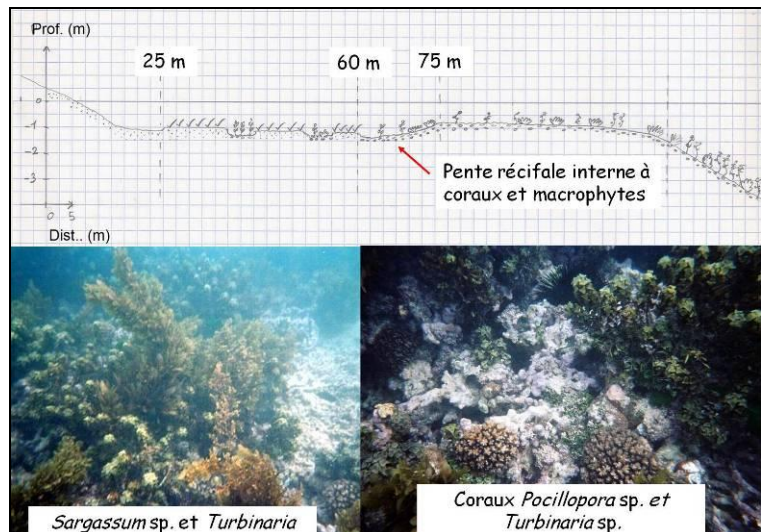 Prof. (m)
25 m
60 m
75 m
0
-1
-2
-3
0 5
Dist.. (m)
Pente récifale interne à
coraux et macrophytes
Sargassum sp. et Turbinaria
Coraux Pocillopora sp. et
Turbinaria sp.